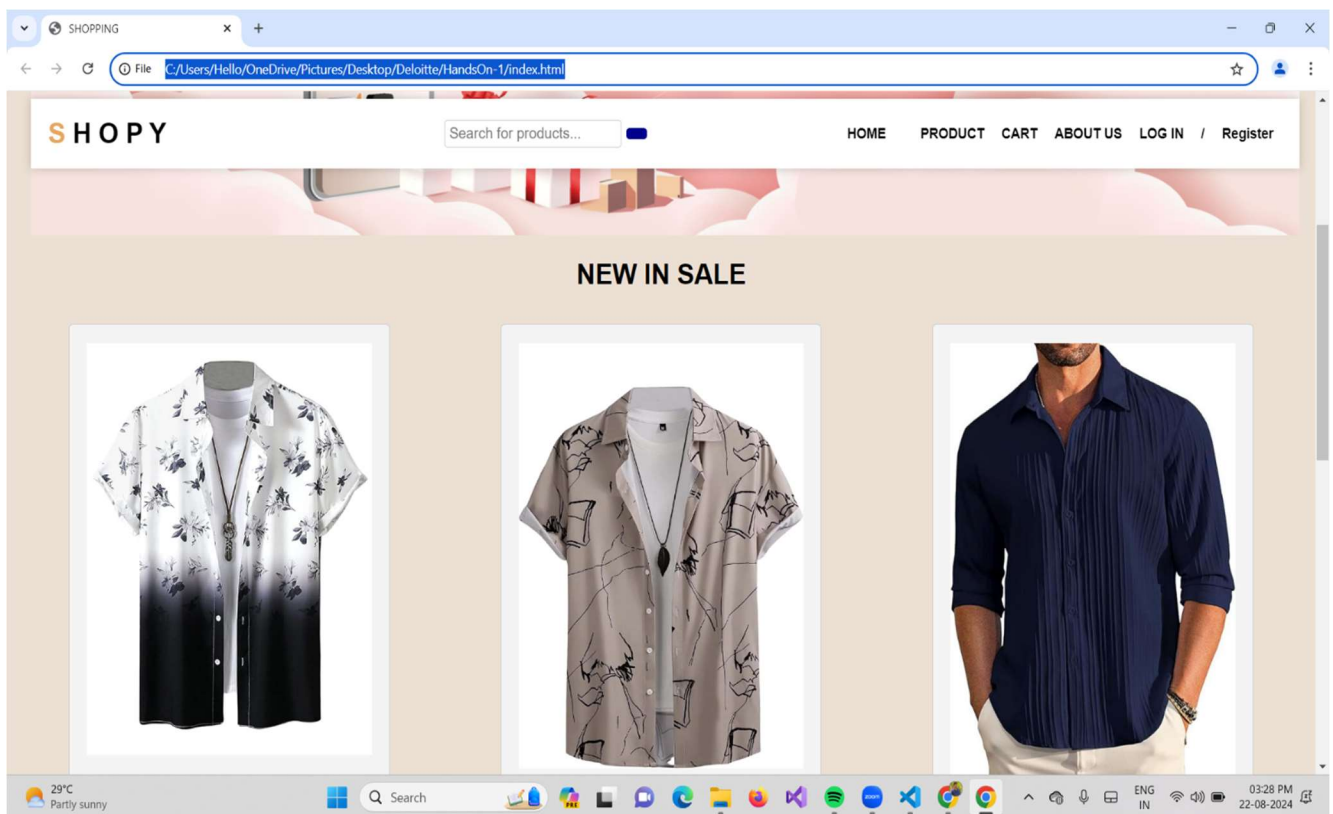 SHOPPING
File C:/Users/Hello/OneDrive/Pictures/Desktop/Deloitte/HandsOn-1/index.html
SHOPY Search for products... HOME PRODUCT CART ABOUT US LOG IN / Register
NEW IN SALE
29°C
Partly sunny
Search
PRE
zoom
ENG
IN
03:28 PM
22-08-2024